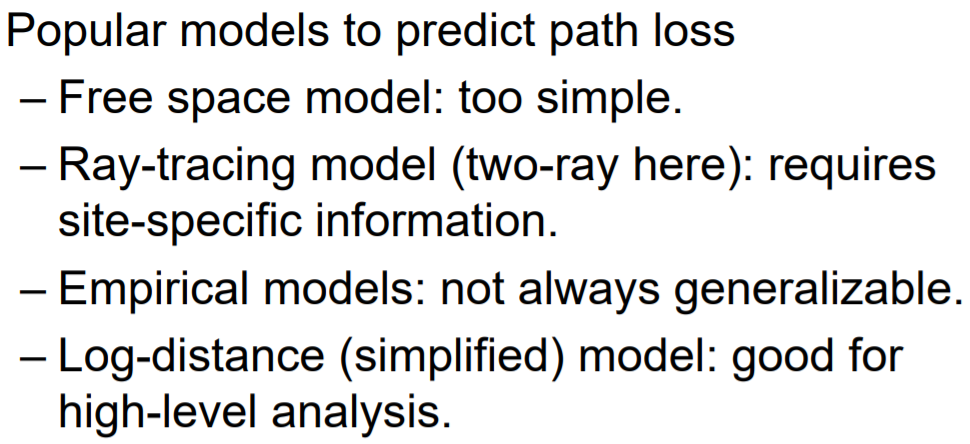 Popular models to predict path loss
– Free space model: too simple.
– Ray-tracing model (two-ray here): requires
site-specific information.
– Empirical models: not always generalizable.
– Log-distance (simplified) model: good for
high-level analysis.